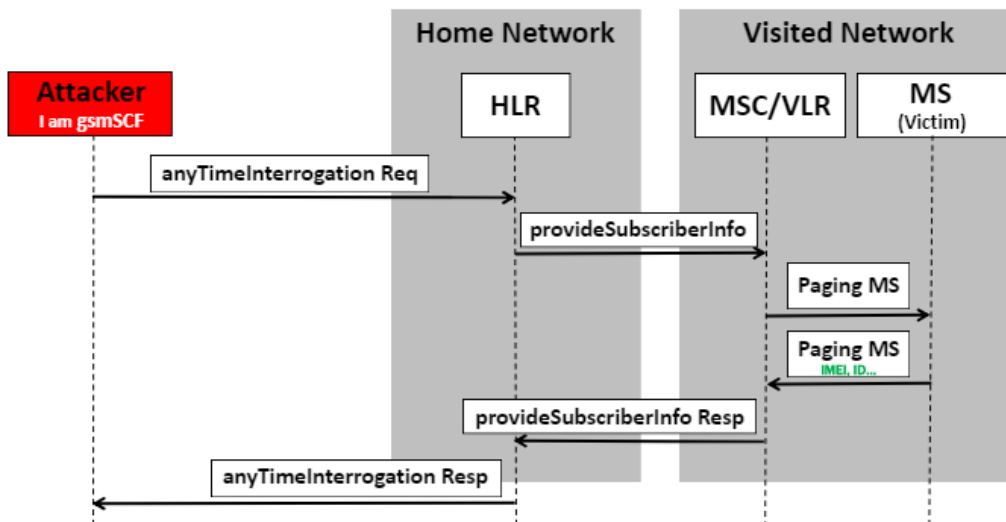 Home Network
Visited Network
Attacker
I am gsmSCF
HLR
MSC/VLR
MS
(Victim)
anyTimeInterrogation Req
provideSubscriberInfo
Paging MS
Paging MS
IMEI, ID...
provideSubscriberInfo Resp
anyTimeInterrogation Resp